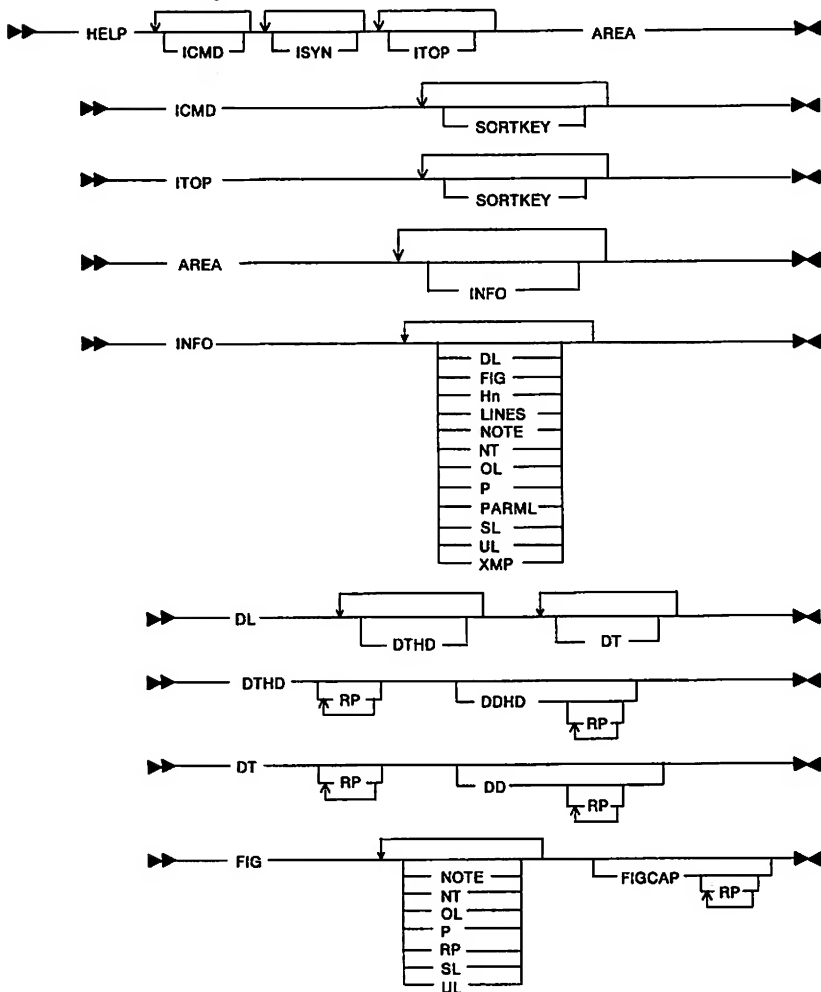 HELP ICMD ISYN ITOP AREA
ICMD SORTKEY
ITOP SORTKEY
AREA INFO
INFO
DL
FIG
Hn
LINES
NOTE
NT
OL
P
PARML
SL
UL
XMP
DL DTHD DT
DTHD RP DDHD RP
DT RP DD RP
FIG FIGCAP RP
NOTE
NT
OL
P
RP
SL
UL